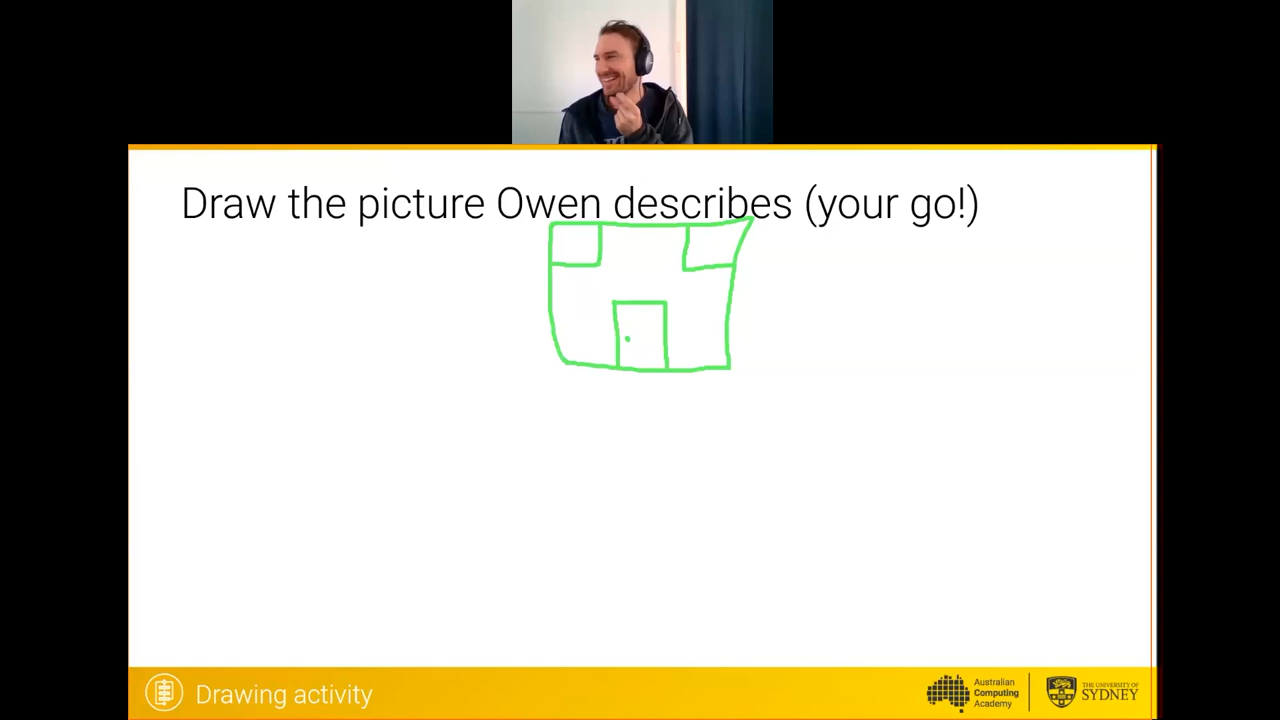 Draw the picture Owen describes (your go!)
Drawing activity
Australian
Computing
Academy
THE UNIVERSITY OF
SYDNEY